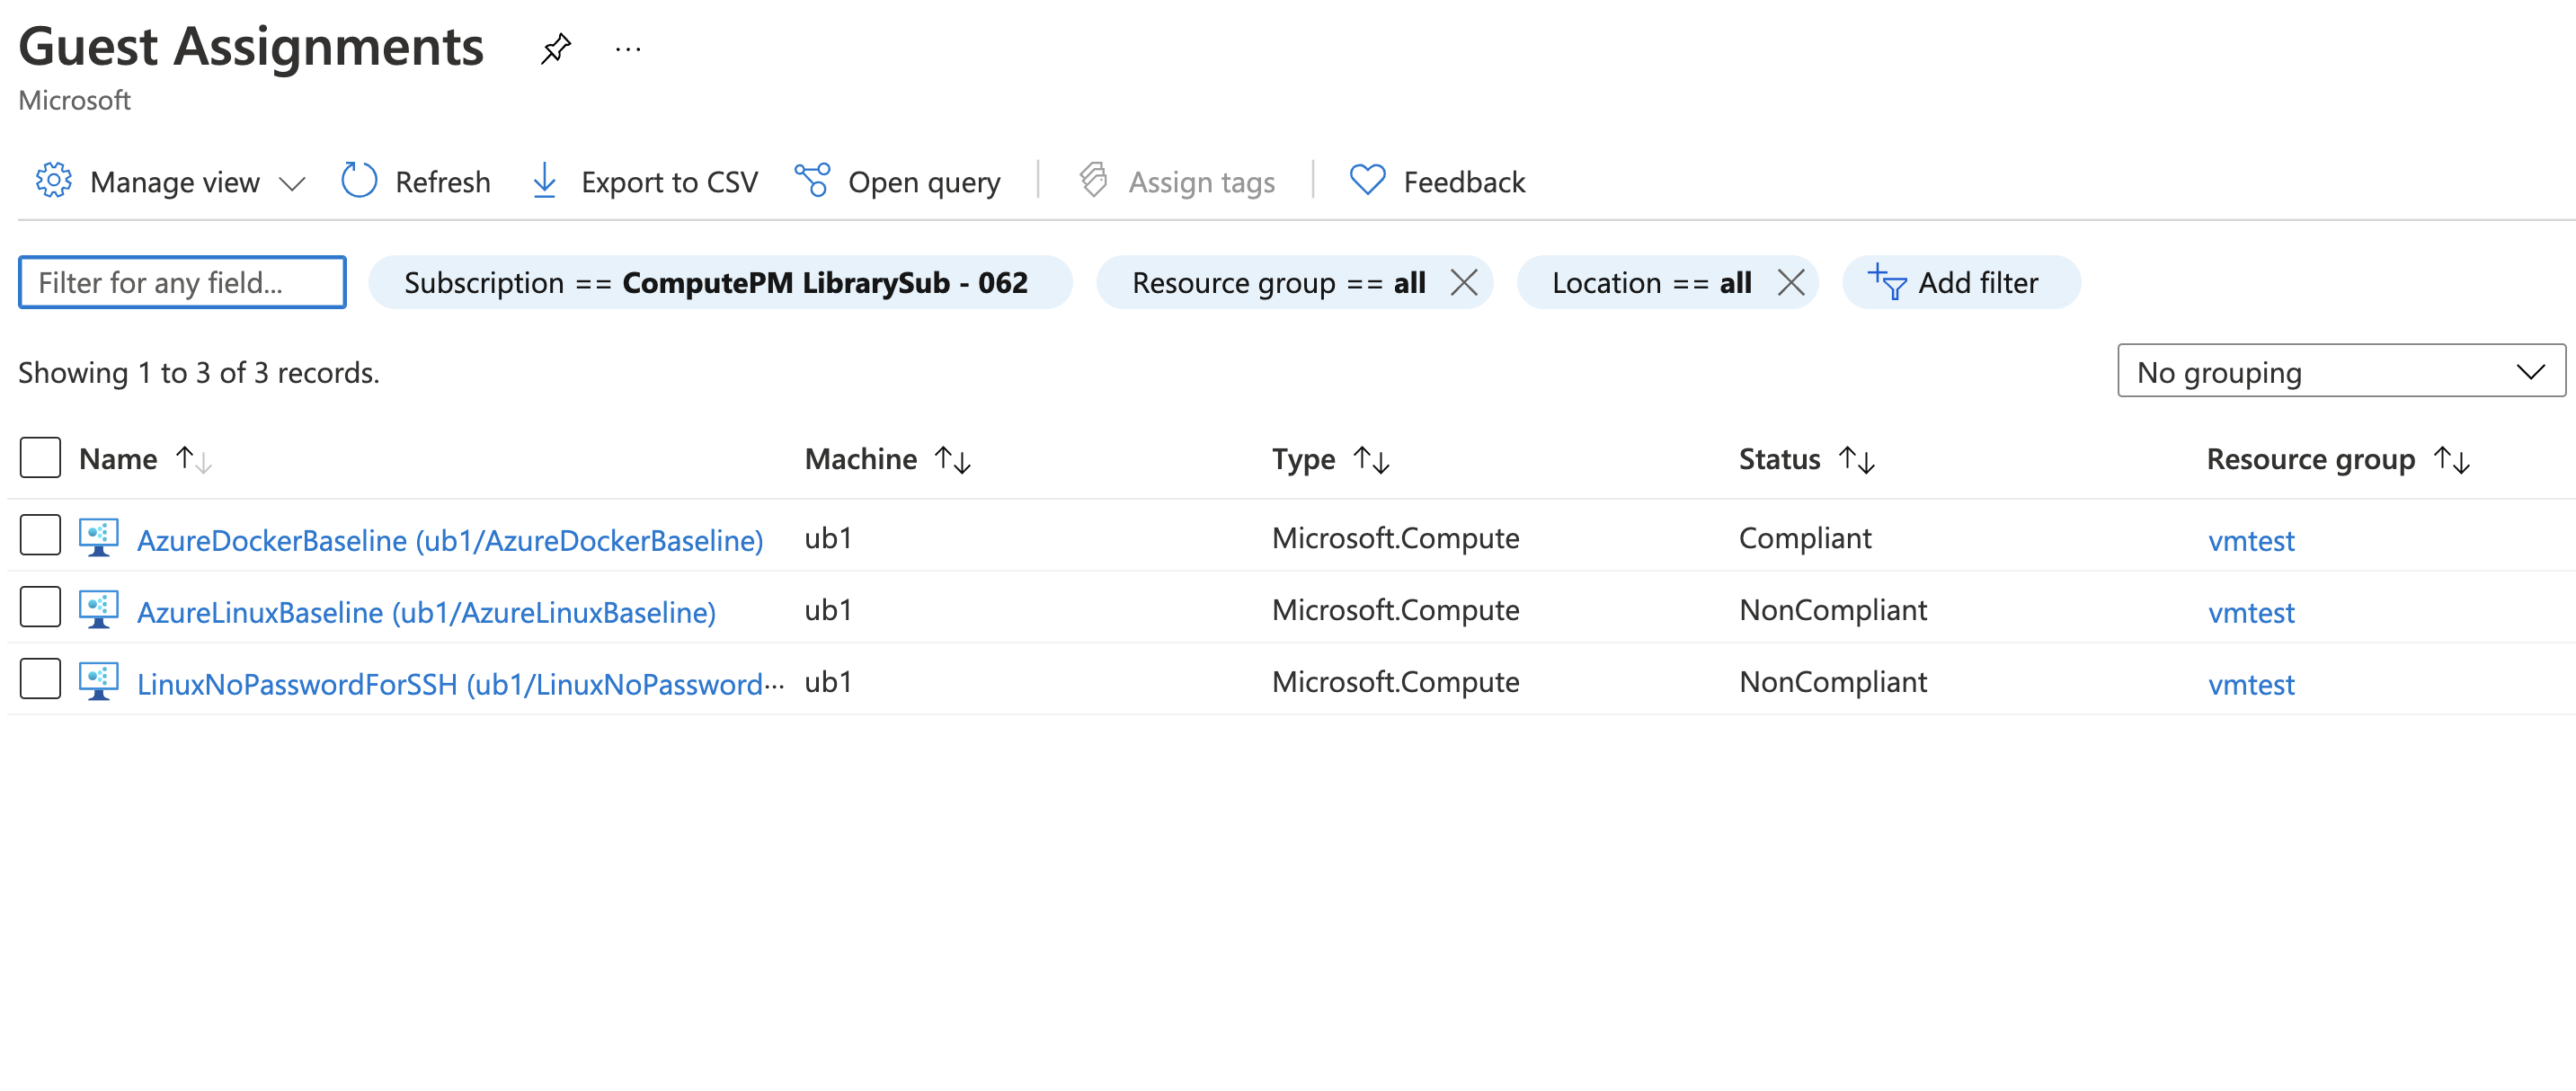 Guest Assignments ...
Microsoft
Manage view Refresh Export to CSV Open query Assign tags Feedback
Filter for any field... Subscription == ComputePM LibrarySub - 062 Resource group == all Location == all Add filter
Showing 1 to 3 of 3 records. No grouping
Name Machine Type Status Resource group
AzureDockerBaseline (ub1/AzureDockerBaseline) ub1 Microsoft.Compute Compliant vmtest
AzureLinuxBaseline (ub1/AzureLinuxBaseline) ub1 Microsoft.Compute NonCompliant vmtest
LinuxNoPasswordForSSH (ub1/LinuxNoPassword... ub1 Microsoft.Compute NonCompliant vmtest